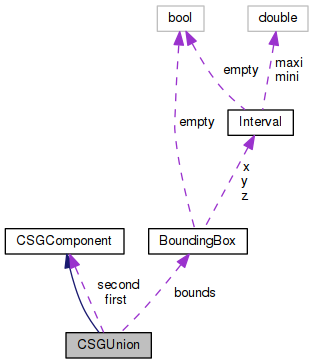 bool
double
empty
maxi
mini
Interval
empty
x
y
z
CSGComponent
BoundingBox
second
first
bounds
CSGUnion